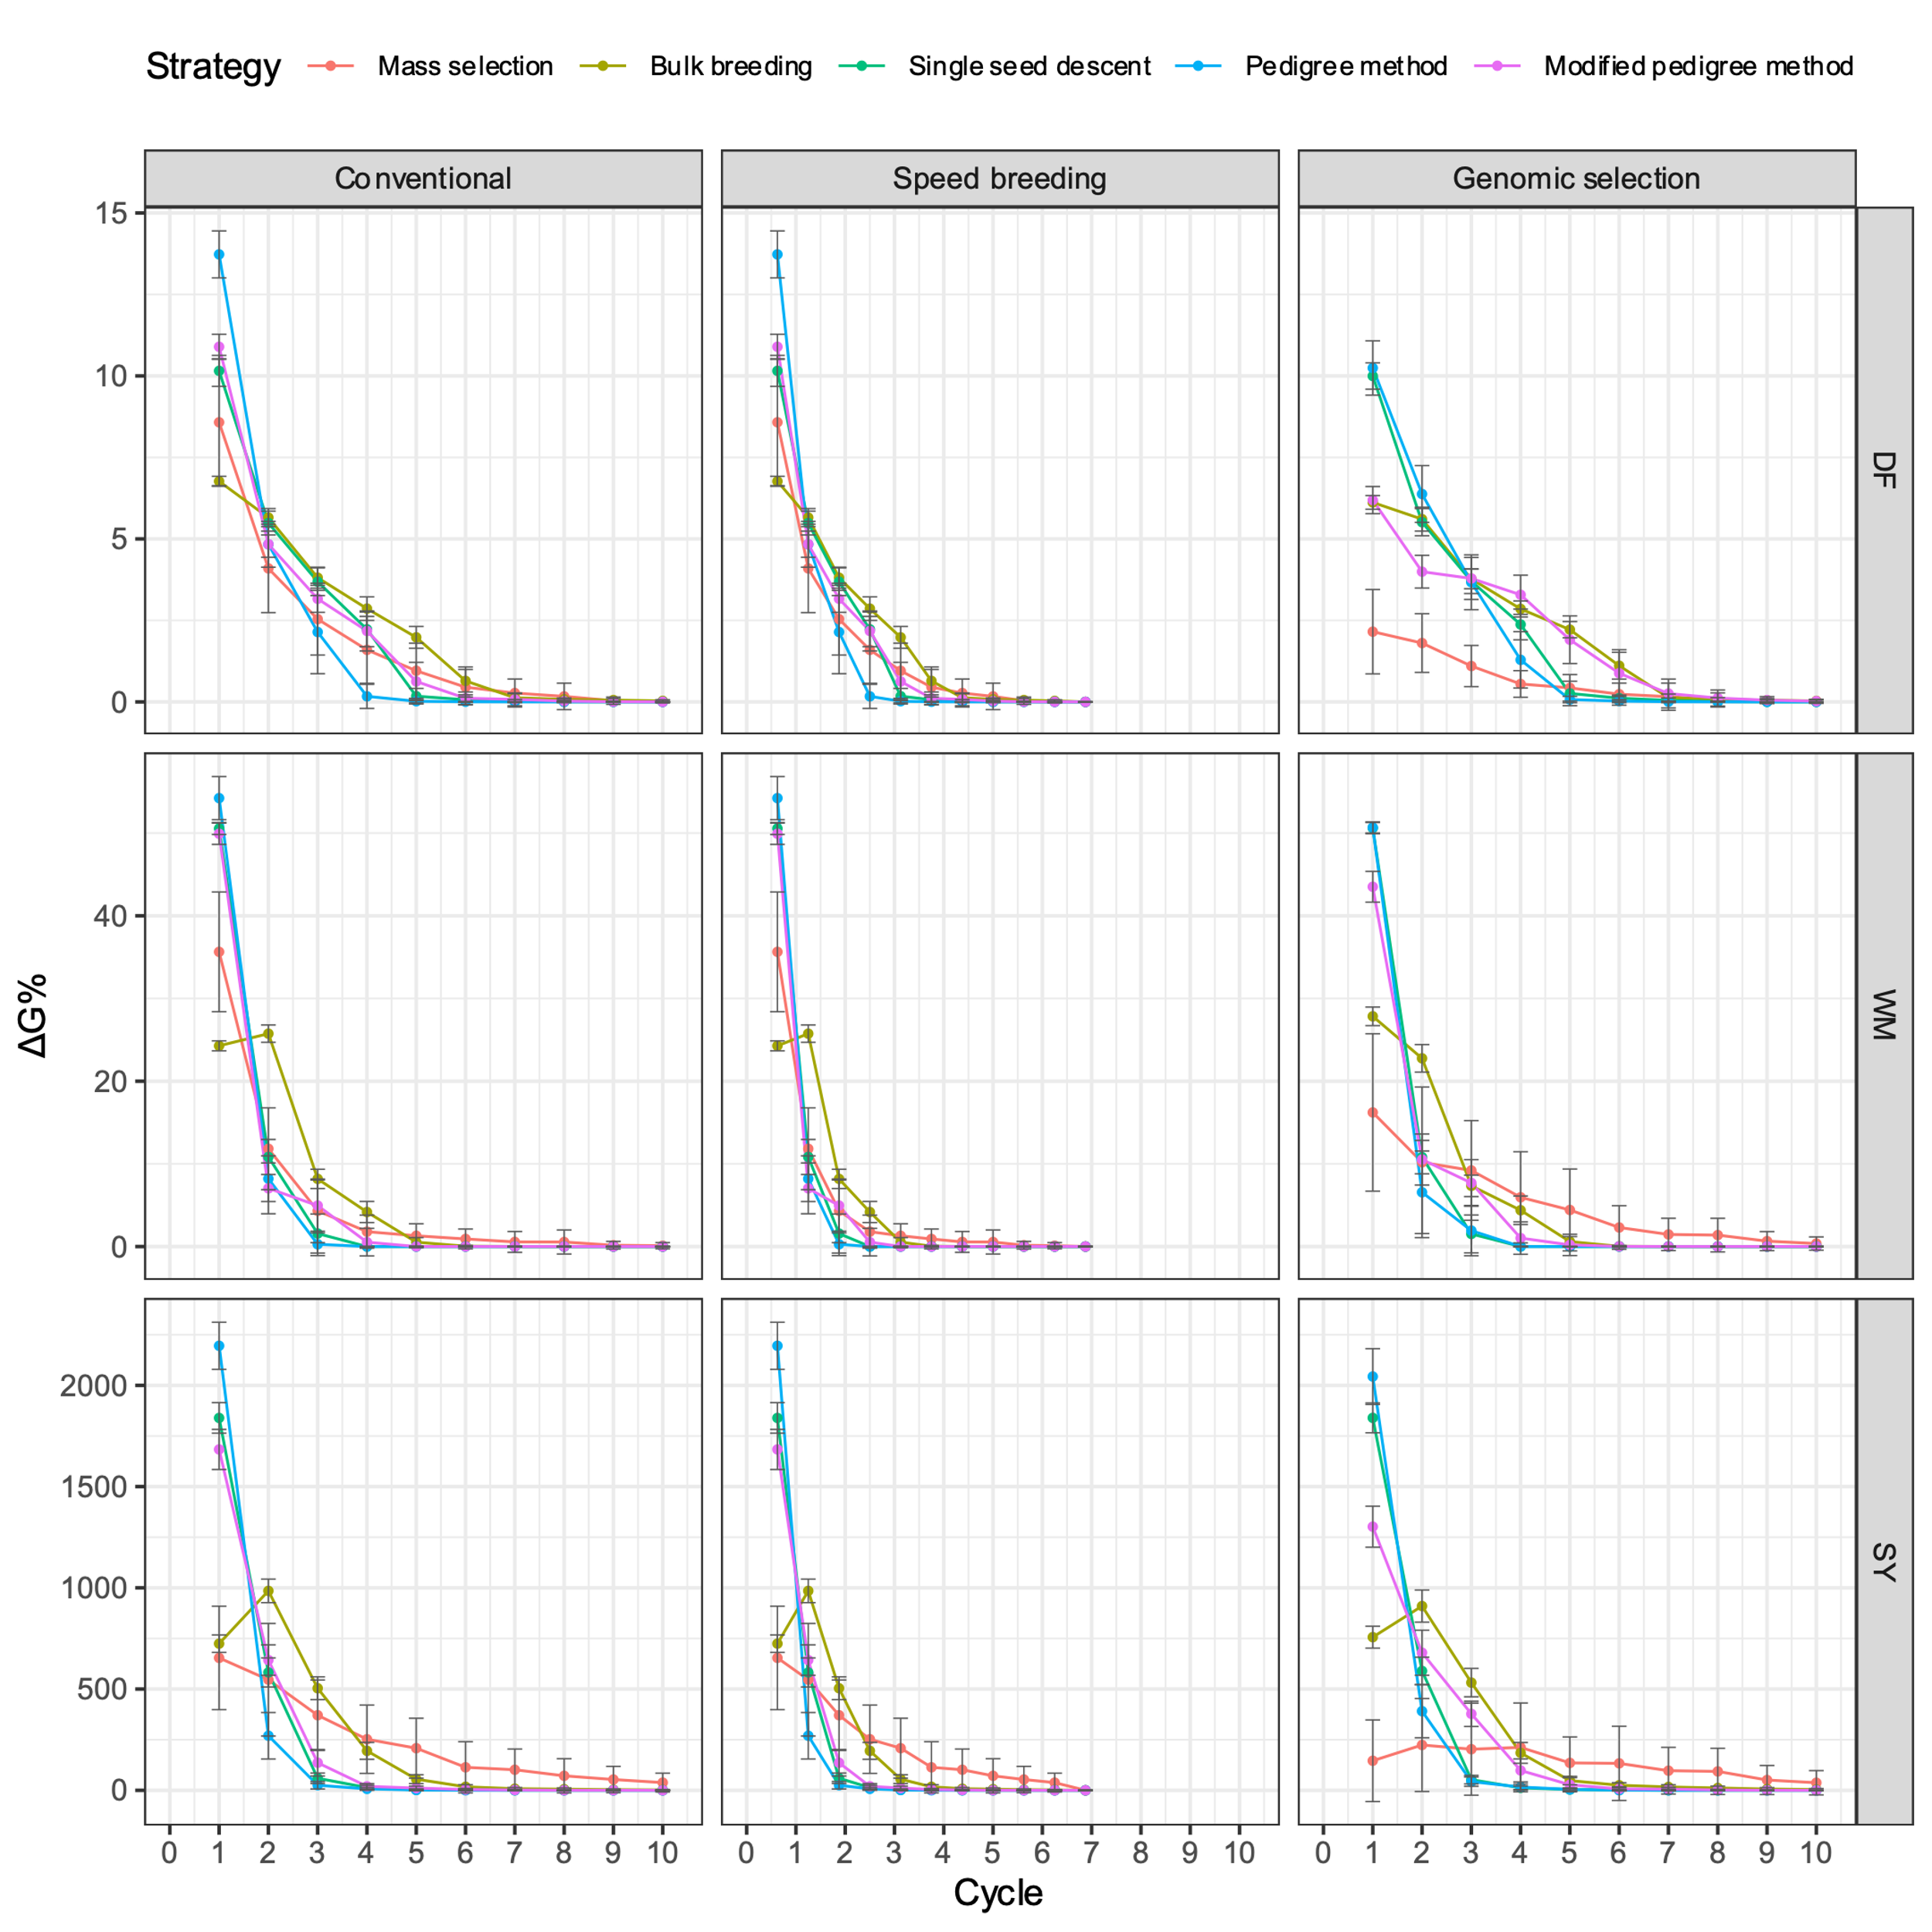 Strategy Mass selection Bulk breeding Single seed descent Pedigree method Modified pedigree method
Conventional Speed breeding Genomic selection
15
10
5
0
DF
40
20
0
WM
2000
1500
1000
500
0
SY
ΔG%
0 1 2 3 4 5 6 7 8 9 10 0 1 2 3 4 5 6 7 8 9 10 0 1 2 3 4 5 6 7 8 9 10
Cycle